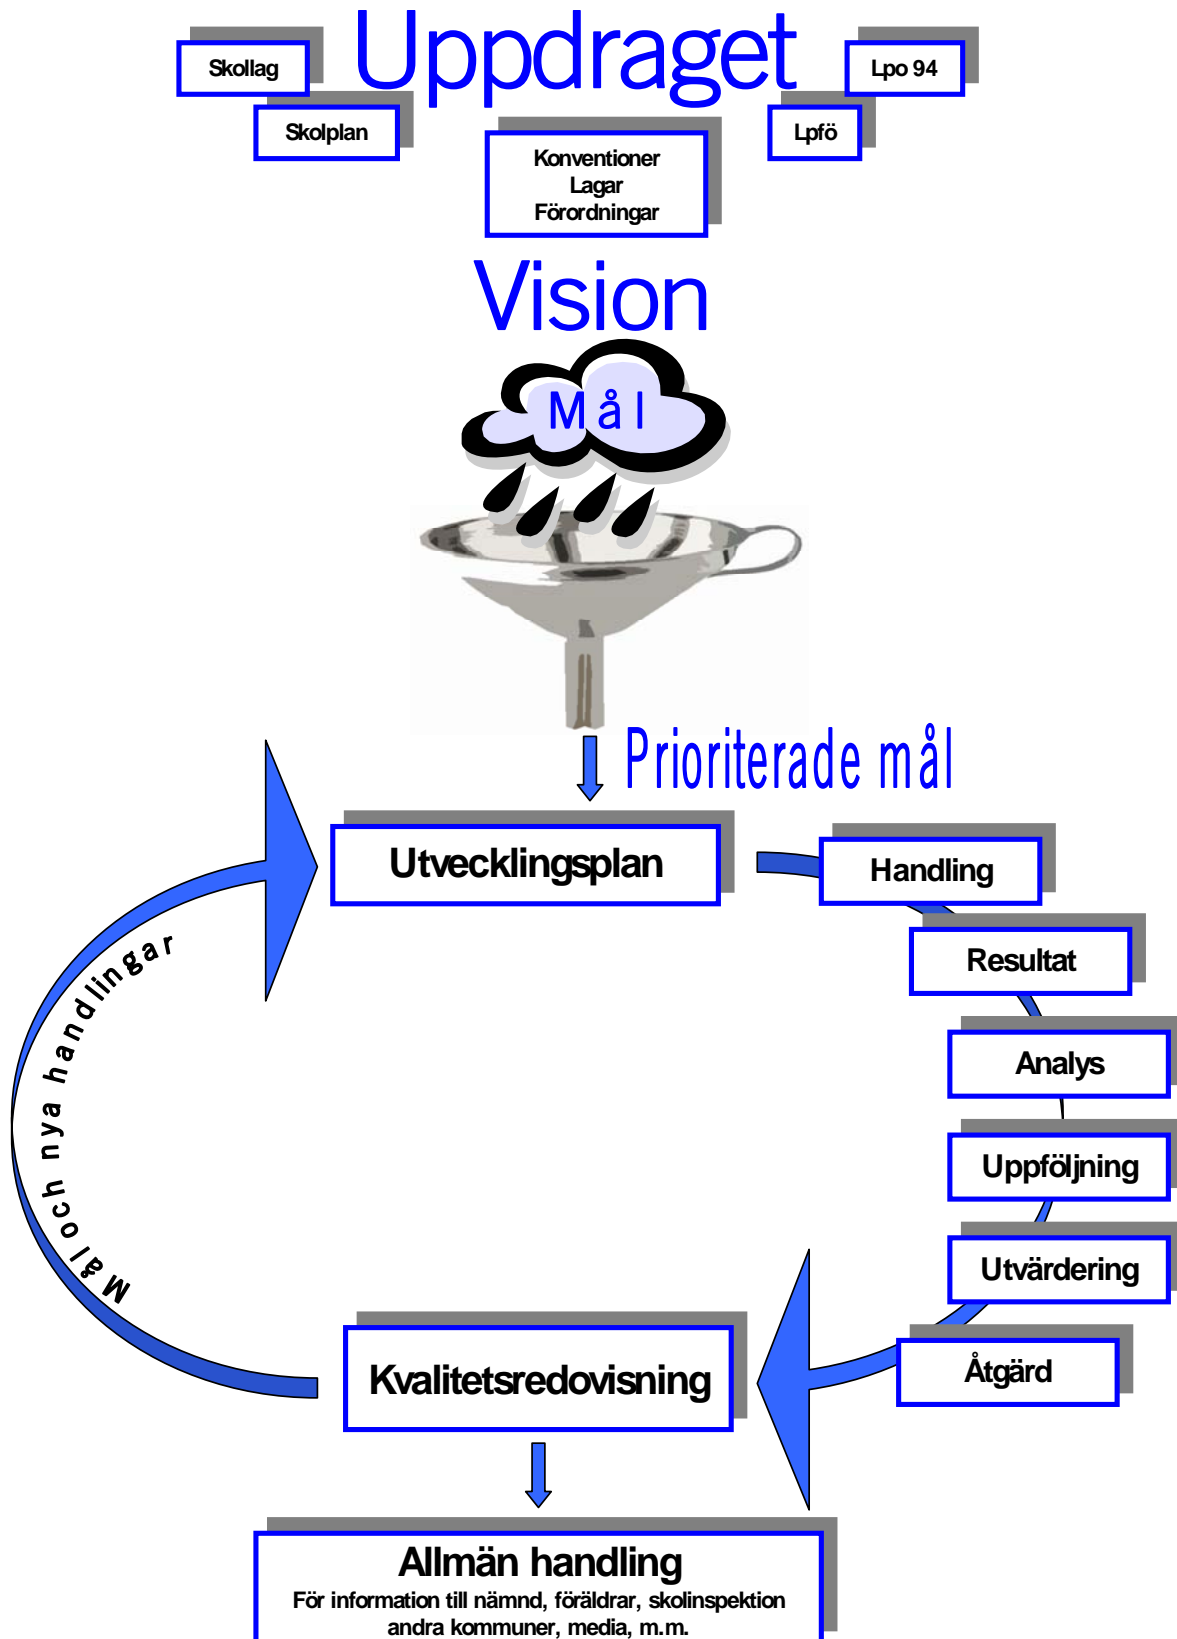 Uppdraget
Skollag
Lpo 94
Skolplan
Lpfö
Konventioner
Lagar
Förordningar
Vision
Mål
Prioriterade mål
Utvecklingsplan
Handling
Resultat
Analys
Uppföljning
Utvärdering
Åtgärd
Mål och nya handlingar
Kvalitetsredovisning
Allmän handling
För information till nämnd, föräldrar, skolinspektion
andra kommuner, media, m.m.